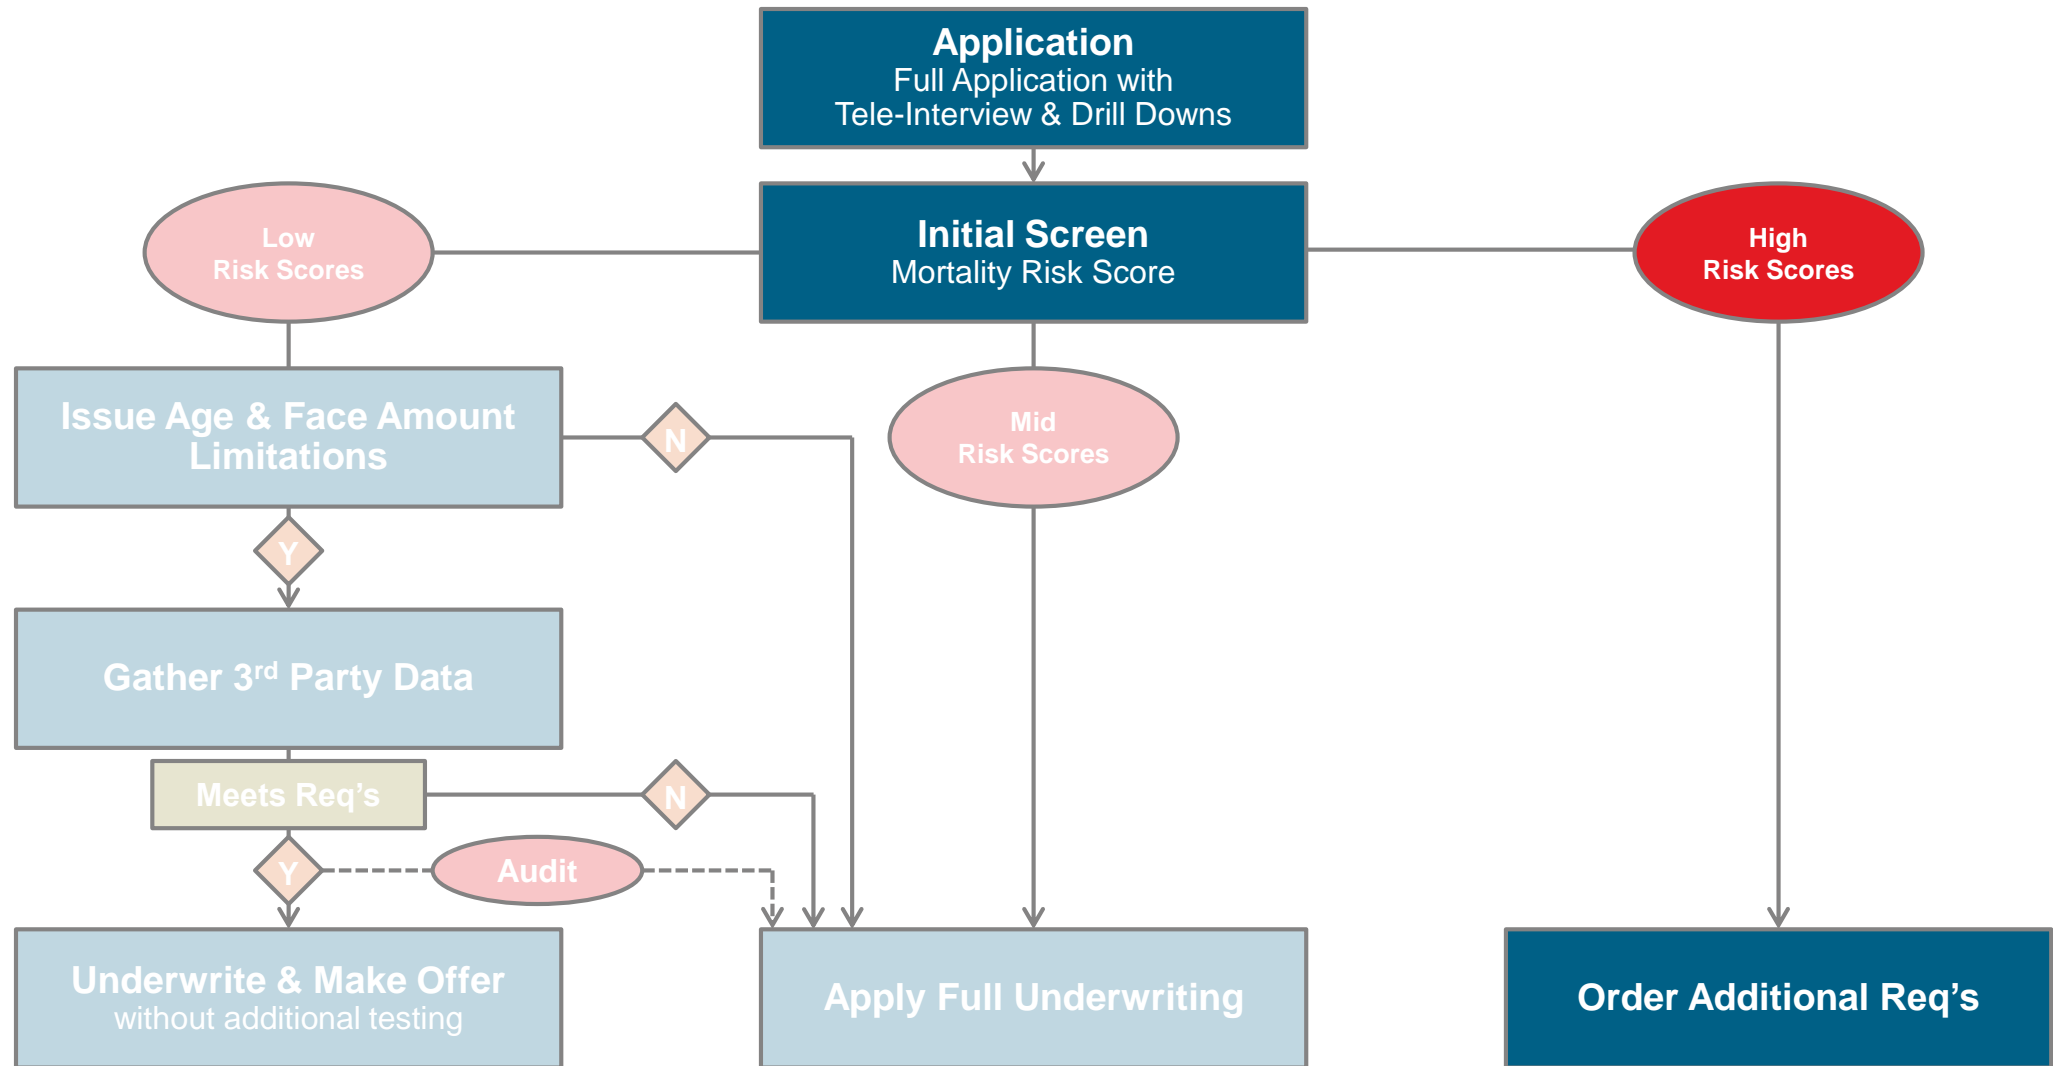 Application
Full Application with
Tele-Interview & Drill Downs
Low
Risk Scores
Initial Screen
Mortality Risk Score
High
Risk Scores
Issue Age & Face Amount
Limitations
N
Mid
Risk Scores
Y
Gather 3rd Party Data
Meets Req’s
N
Y
Audit
Underwrite & Make Offer
without additional testing
Apply Full Underwriting
Order Additional Req’s